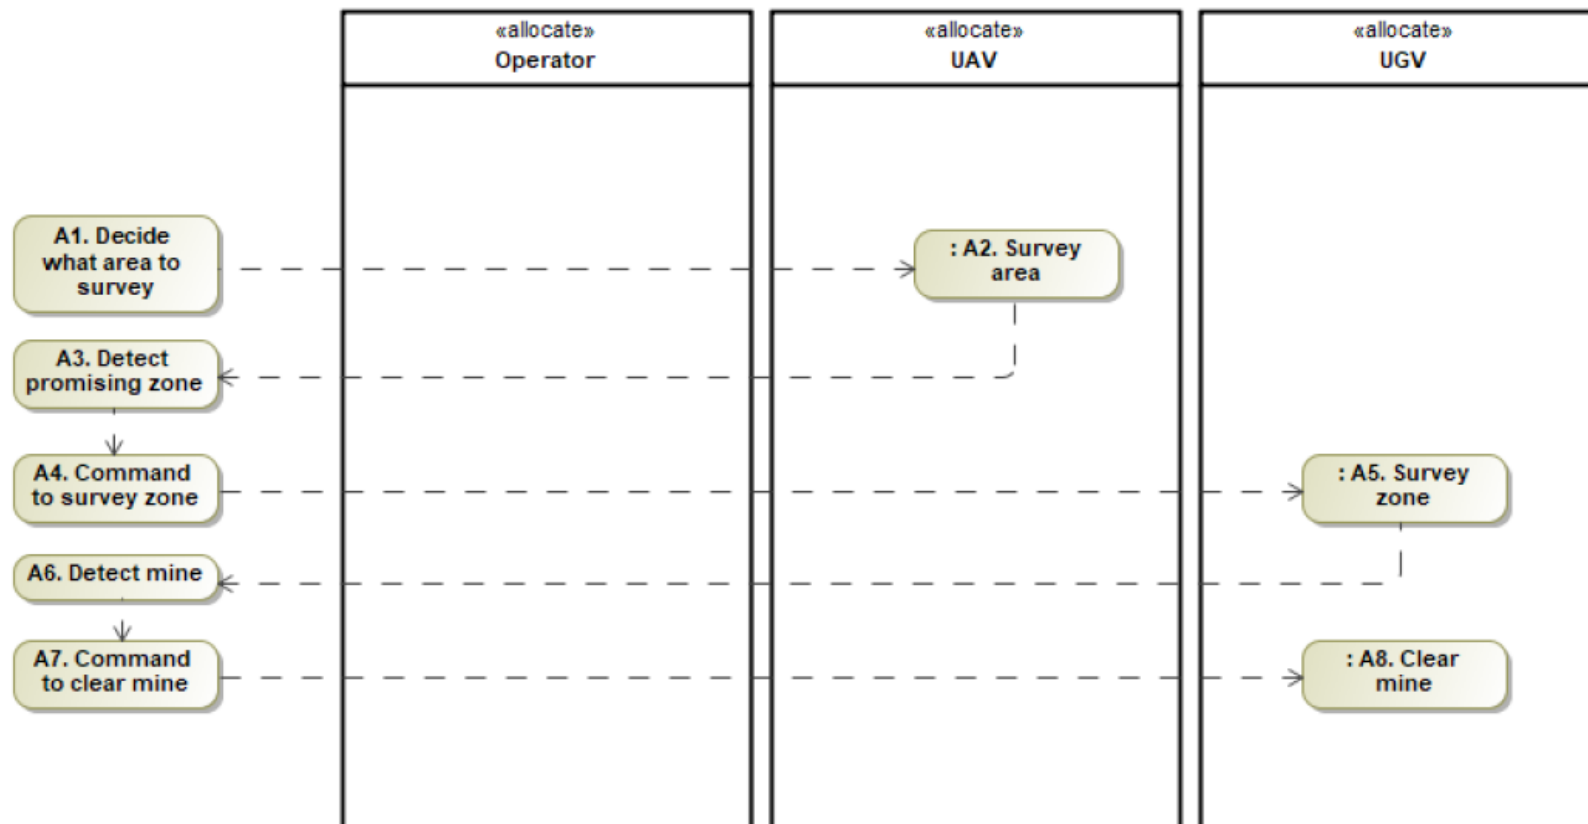 «allocate»
Operator
«allocate»
UAV
«allocate»
UGV
A1. Decide
what area to
survey
: A2. Survey
area
A3. Detect
promising zone
A4. Command
to survey zone
: A5. Survey
zone
A6. Detect mine
A7. Command
to clear mine
: A8. Clear
mine